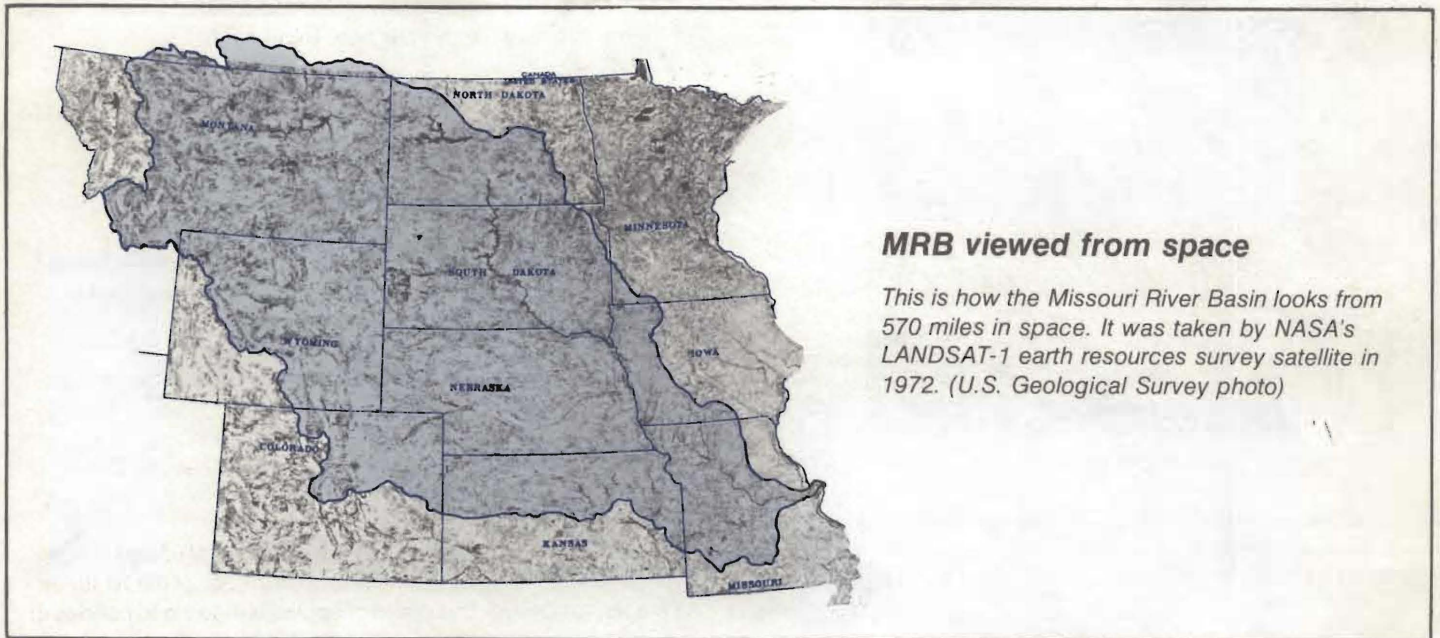 CANADA
UNITED STATES
NORTH DAKOTA
MONTANA
MINNESOTA
SOUTH DAKOTA
WYOMING
IOWA
NEBRASKA
COLORADO
KANSAS
MISSOURI
MRB viewed from space
This is how the Missouri River Basin looks from
570 miles in space. It was taken by NASA's
LANDSAT-1 earth resources survey satellite in
1972. (U.S. Geological Survey photo)